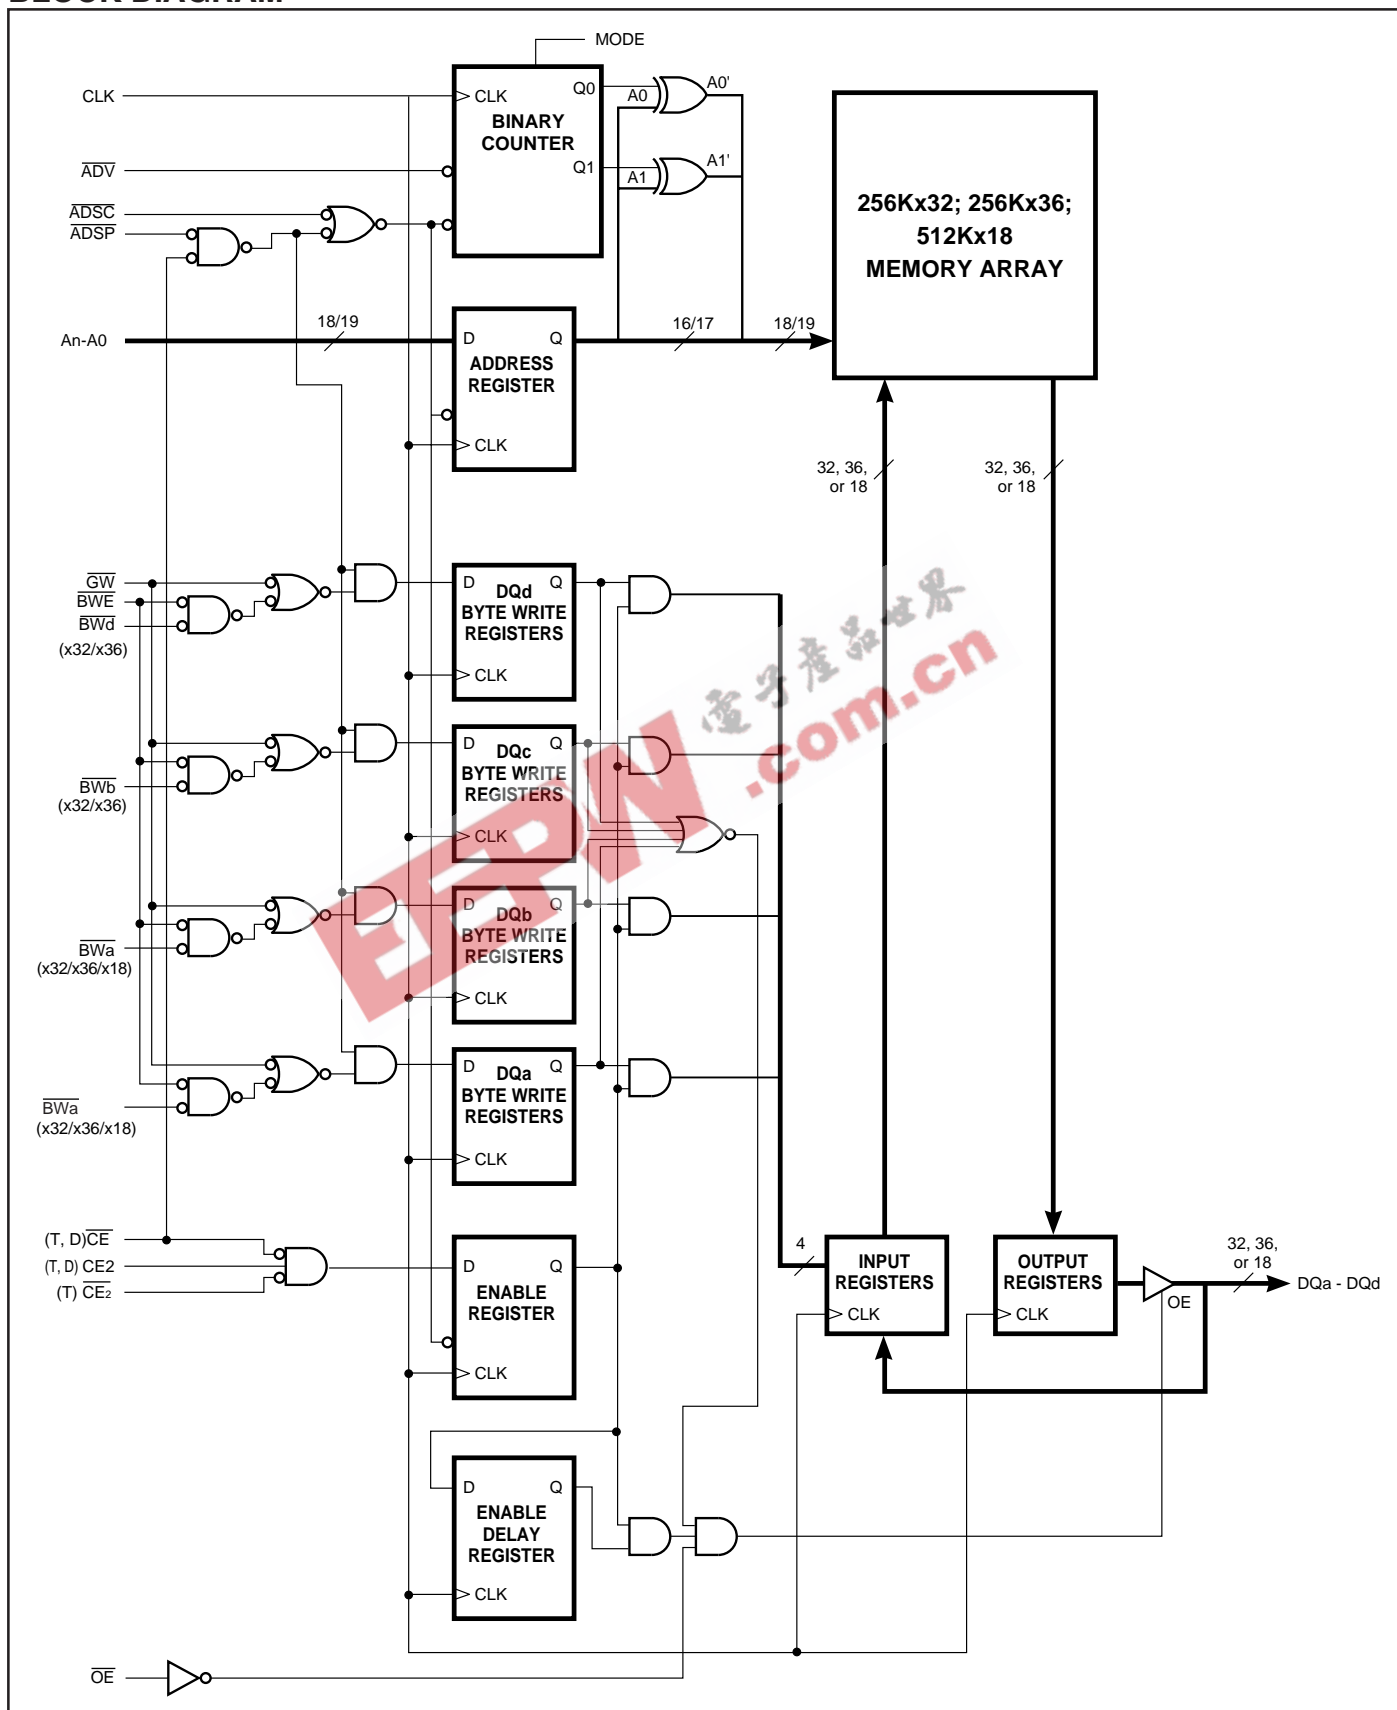 BLOCK DIAGRAM
MODE
CLK
CLK
Q0
A0
A0'
BINARY
COUNTER
ADV
Q1
A1
A1'
ADSC
ADSP
256Kx32; 256Kx36;
512Kx18
MEMORY ARRAY
An-A0
18/19
D
Q
16/17
18/19
ADDRESS
REGISTER
CLK
32, 36,
or 18
32, 36,
or 18
GW
BWE
BWd
(x32/x36)
D
Q
DQd
BYTE WRITE
REGISTERS
CLK
BWb
(x32/x36)
D
Q
DQc
BYTE WRITE
REGISTERS
CLK
BWa
(x32/x36/x18)
D
Q
DQb
BYTE WRITE
REGISTERS
CLK
BWa
(x32/x36/x18)
D
Q
DQa
BYTE WRITE
REGISTERS
CLK
EEPW
.com.cn
電子產品世界
(T, D)CE
(T, D) CE2
(T) CE2
D
Q
ENABLE
REGISTER
CLK
4
INPUT
REGISTERS
CLK
OUTPUT
REGISTERS
CLK
OE
32, 36,
or 18
DQa - DQd
D
Q
ENABLE
DELAY
REGISTER
CLK
OE